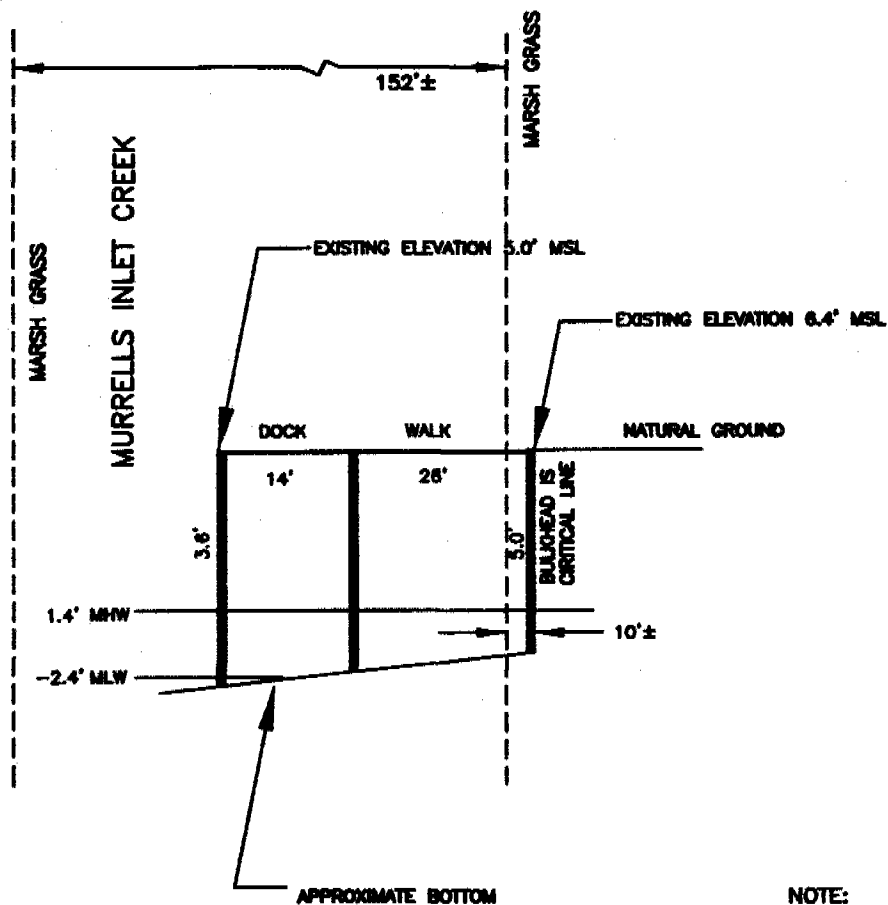 152'±
MARSH GRASS
MURRELLS INLET CREEK
MARSH GRASS
EXISTING ELEVATION 5.0' MSL
EXISTING ELEVATION 6.4' MSL
DOCK
WALK
NATURAL GROUND
14'
26'
3.6'
5.0'
BULKHEAD IS
CIRITICAL LINE
1.4' MHW
10'±
-2.4' MLW
APPROXIMATE BOTTOM
NOTE: